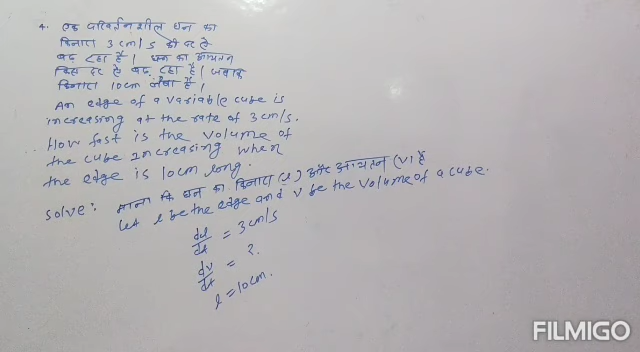 4. एक परिवर्तनशील घन का
किनारा 3cm/s की दर से
बढ़ रहा है। घन का आयतन
किस दर से बढ़ रहा है। जबकि
किनारा 10cm लंबा है।
An edge of a variable cube is
increasing at the rate of 3cm/s.
How fast is the volume of
the cube increasing when
the edge is 10cm long.
Solve: माना कि घन का किनारा (l) और आयतन (V) है
Let l be the edge and V be the volume of a cube.
dl/dt = 3cm/s
dv/dt = ?
l = 10cm.
FILMIGO